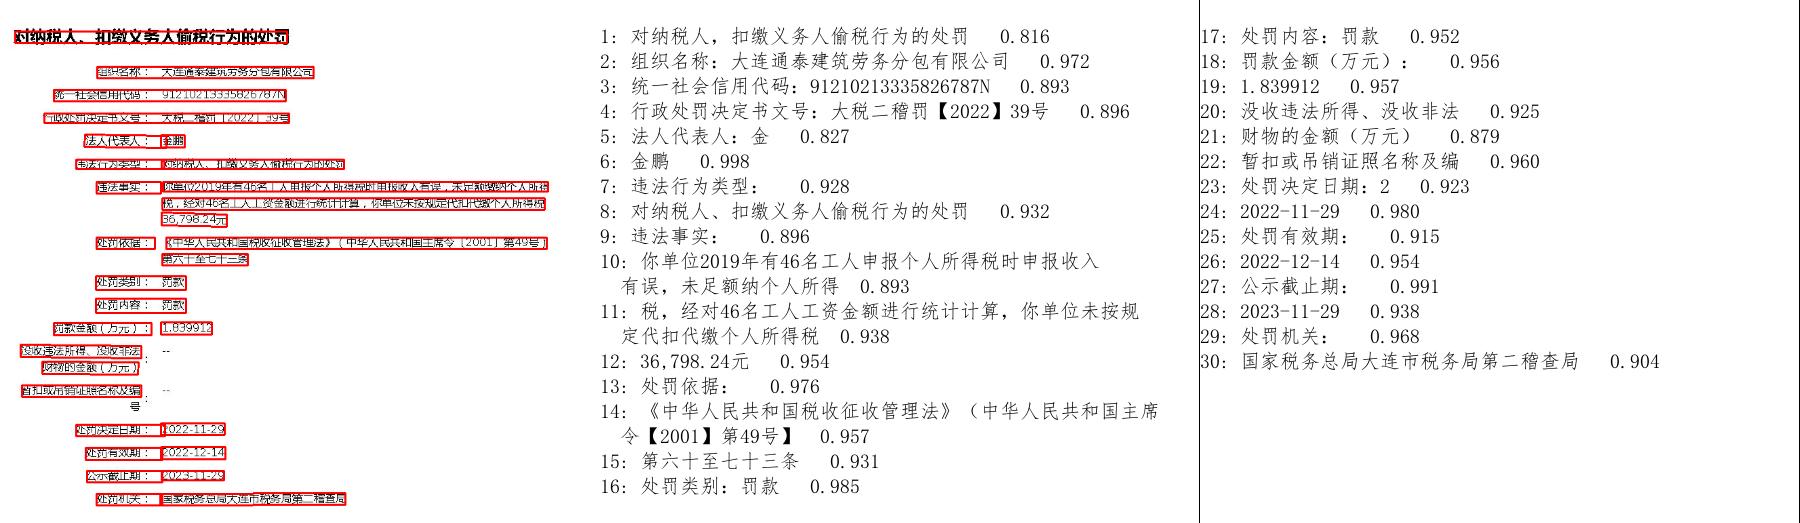 对纳税人、扣缴义务人偷税行为的处罚
组织名称： 大连通泰建筑劳务分包有限公司
统一社会信用代码： 91210213335826787N
行政处罚决定书文号： 大税二稽罚〔2022〕39号
法人代表人： 金鹏
违法行为类型： 对纳税人、扣缴义务人偷税行为的处罚
违法事实： 你单位2019年有46名工人申报个人所得税时申报收入有误，未足额缴纳个人所得
税，经对46名工人工资金额进行统计计算，你单位未按规定代扣代缴个人所得税
36,798.24元
处罚依据： 《中华人民共和国税收征收管理法》（中华人民共和国主席令〔2001〕第49号）
第六十至七十三条
处罚类别： 罚款
处罚内容： 罚款
罚款金额（万元）： 1.839912
没收违法所得、没收非法
财物的金额（万元）： --
暂扣或吊销证照名称及编
号： --
处罚决定日期： 2022-11-29
处罚有效期： 2022-12-14
公示截止期： 2023-11-29
处罚机关： 国家税务总局大连市税务局第二稽查局
1: 对纳税人，扣缴义务人偷税行为的处罚 0.816
2: 组织名称：大连通泰建筑劳务分包有限公司 0.972
3: 统一社会信用代码：91210213335826787N 0.893
4: 行政处罚决定书文号：大税二稽罚【2022】39号 0.896
5: 法人代表人：金 0.827
6: 金鹏 0.998
7: 违法行为类型： 0.928
8: 对纳税人、扣缴义务人偷税行为的处罚 0.932
9: 违法事实： 0.896
10: 你单位2019年有46名工人申报个人所得税时申报收入
有误，未足额纳个人所得 0.893
11: 税，经对46名工人工资金额进行统计计算，你单位未按规
定代扣代缴个人所得税 0.938
12: 36,798.24元 0.954
13: 处罚依据： 0.976
14: 《中华人民共和国税收征收管理法》（中华人民共和国主席
令【2001】第49号】 0.957
15: 第六十至七十三条 0.931
16: 处罚类别：罚款 0.985
17: 处罚内容：罚款 0.952
18: 罚款金额（万元）： 0.956
19: 1.839912 0.957
20: 没收违法所得、没收非法 0.925
21: 财物的金额（万元） 0.879
22: 暂扣或吊销证照名称及编 0.960
23: 处罚决定日期：2 0.923
24: 2022-11-29 0.980
25: 处罚有效期： 0.915
26: 2022-12-14 0.954
27: 公示截止期： 0.991
28: 2023-11-29 0.938
29: 处罚机关： 0.968
30: 国家税务总局大连市税务局第二稽查局 0.904